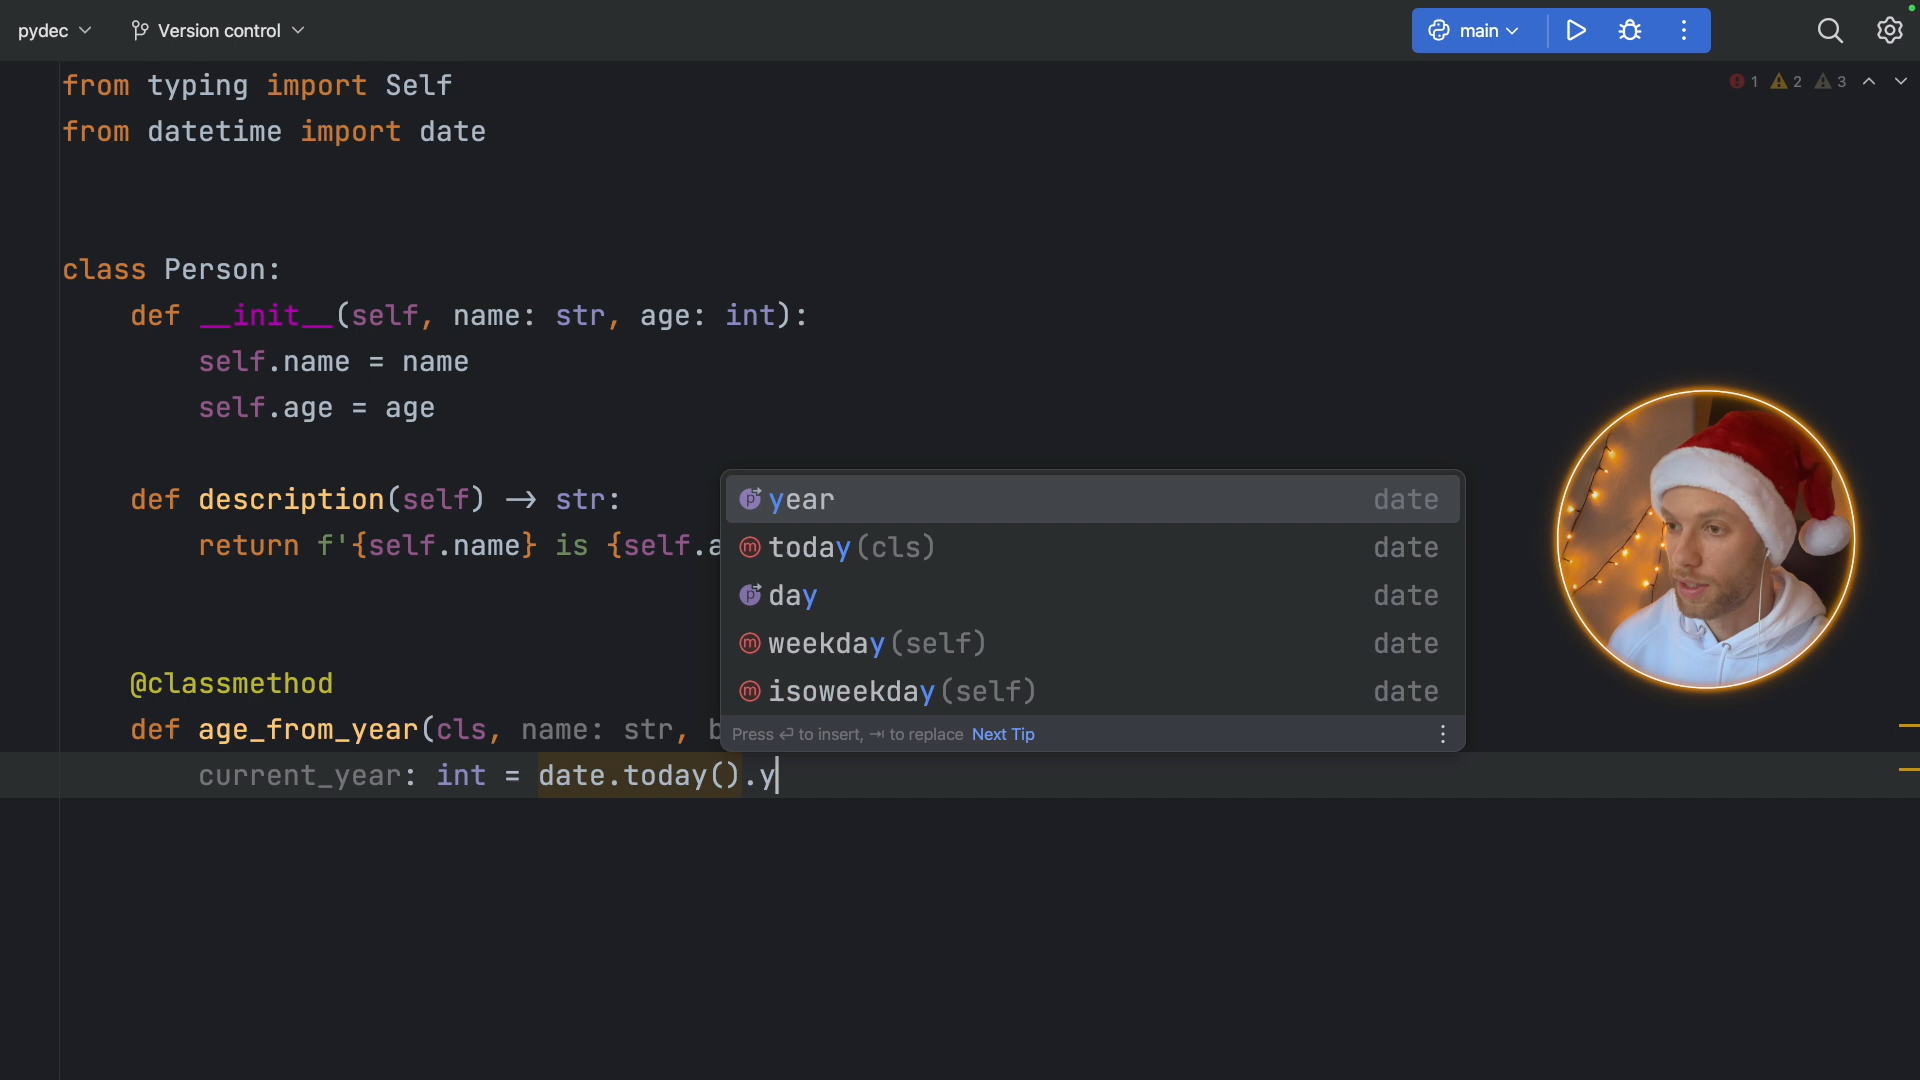 pydec
Version control
main
1 2 3
from typing import Self
from datetime import date
class Person:
def __init__(self, name: str, age: int):
self.name = name
self.age = age
def description(self) → str:
return f'{self.name} is {self.a
@classmethod
def age_from_year(cls, name: str, b
current_year: int = date.today().y
year date
today(cls) date
day date
weekday(self) date
isoweekday(self) date
Press ↵ to insert, ⇥ to replace Next Tip